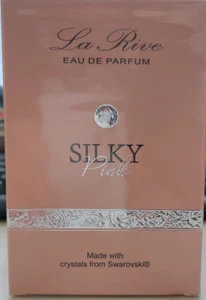 La Rive
EAU DE PARFUM
SILKY
Pink
Made with
crystals from Swarovski®